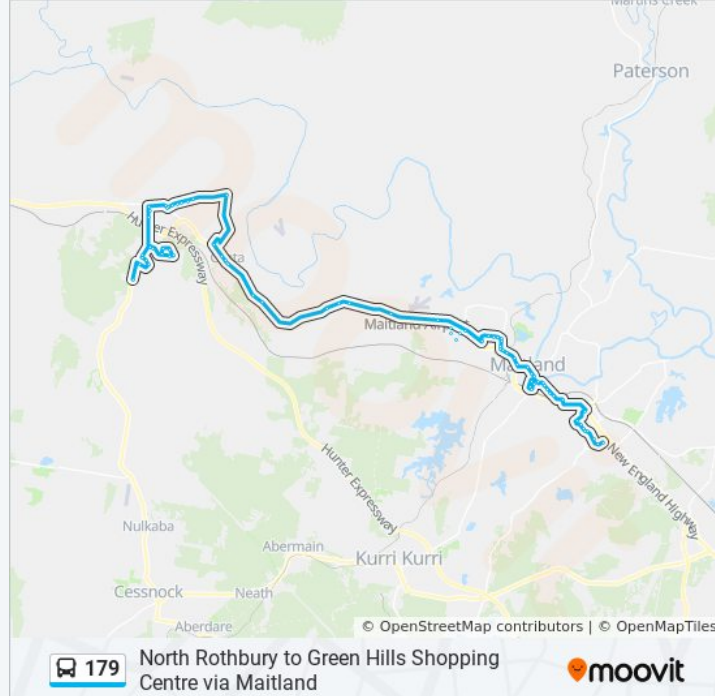 Martins Creek
Paterson
Hunter Expressway
Maitland
New England Highway
Hunter Expressway
Nulkaba
Abermain
Kurri Kurri
Cessnock
Neath
Aberdare
© OpenStreetMap contributors | © OpenMapTiles
179
North Rothbury to Green Hills Shopping
Centre via Maitland
moovit